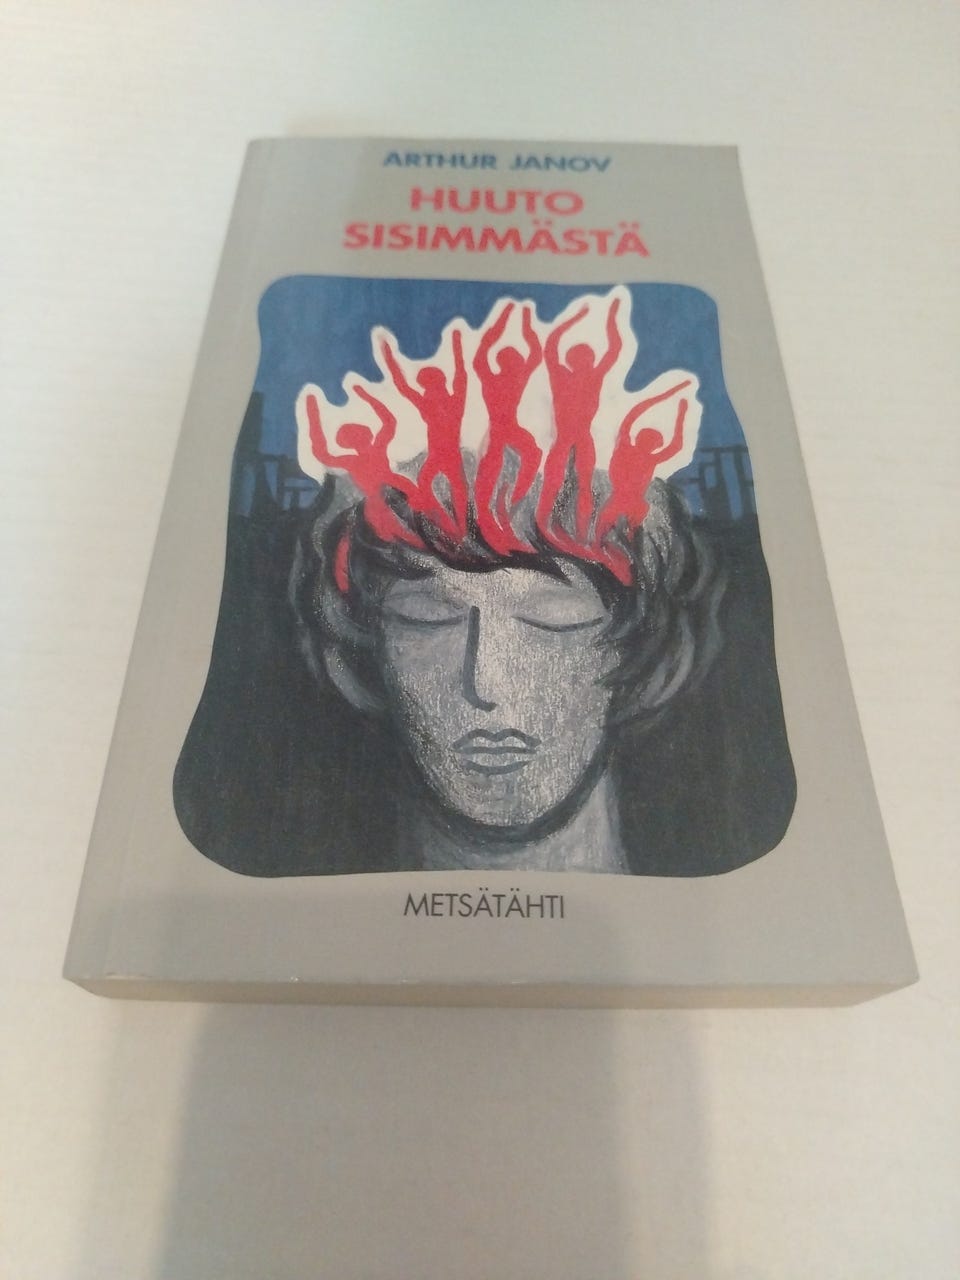 ARTHUR JANOV
HUUTO
SISIMMÄSTÄ
METSÄTÄHTI